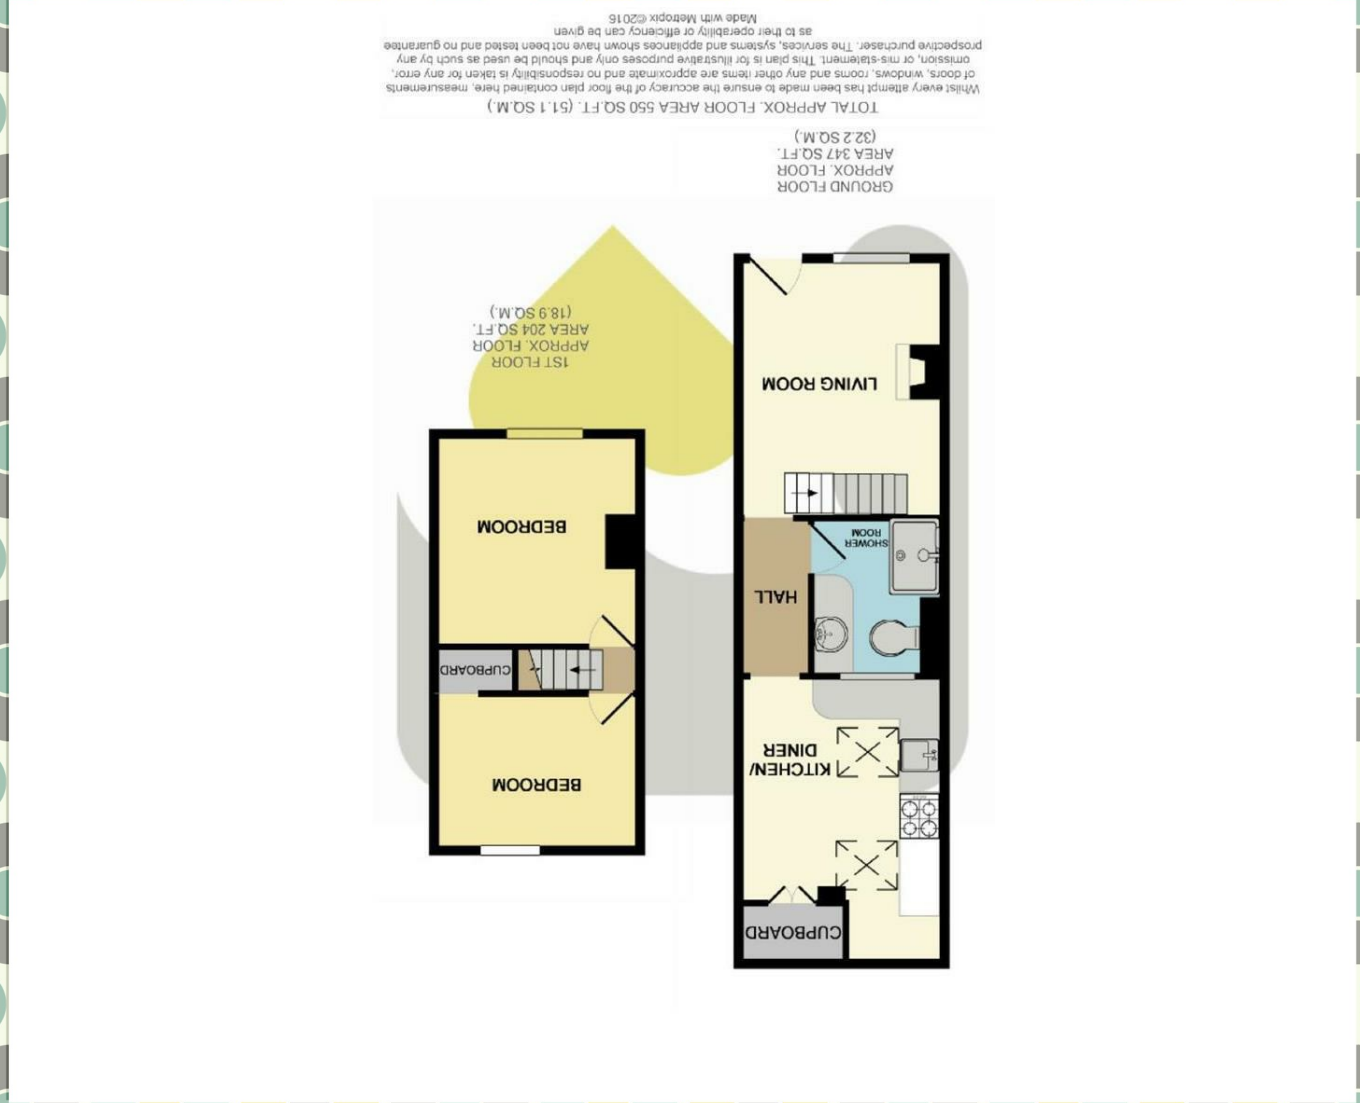 GROUND FLOOR
APPROX. FLOOR
AREA 347 SQ.FT.
(32.2 SQ.M.)
CUPBOARD
KITCHEN/
DINER
HALL
SHOWER
ROOM
LIVING ROOM
BEDROOM
CUPBOARD
BEDROOM
1ST FLOOR
APPROX. FLOOR
AREA 204 SQ.FT.
(18.9 SQ.M.)
TOTAL APPROX. FLOOR AREA 550 SQ.FT. (51.1 SQ.M.)
Whilst every attempt has been made to ensure the accuracy of the floor plan contained here, measurements
of doors, windows, rooms and any other items are approximate and no responsibility is taken for any error,
omission, or mis-statement. This plan is for illustrative purposes only and should be used as such by any
prospective purchaser. The services, systems and appliances shown have not been tested and no guarantee
as to their operability or efficiency can be given
Made with Metropix ©2016